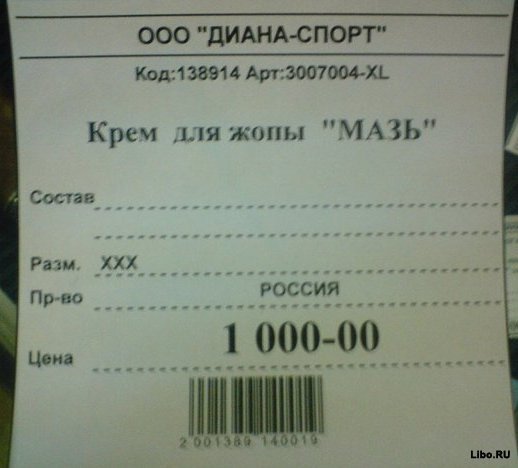 ООО "ДИАНА-СПОРТ"
Код:138914 Арт:3007004-XL
Крем для жопы "МАЗЬ"
Состав
Разм. XXX
Пр-во РОССИЯ
Цена 1 000-00
2 001389 140019
Libo.RU